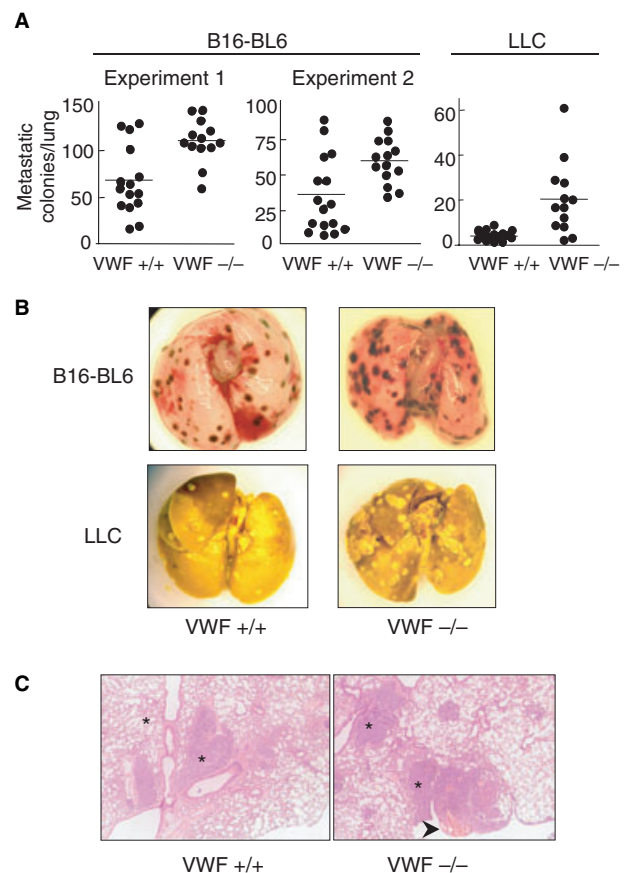 A
B16-BL6 LLC
Experiment 1 Experiment 2
Metastatic
colonies/lung
150
100
50
0
100
75
50
25
0
60
40
20
0
VWF +/+ VWF –/– VWF +/+ VWF –/– VWF +/+ VWF –/–
B
B16-BL6
LLC
VWF +/+ VWF –/–
C
* * * *
VWF +/+ VWF –/–